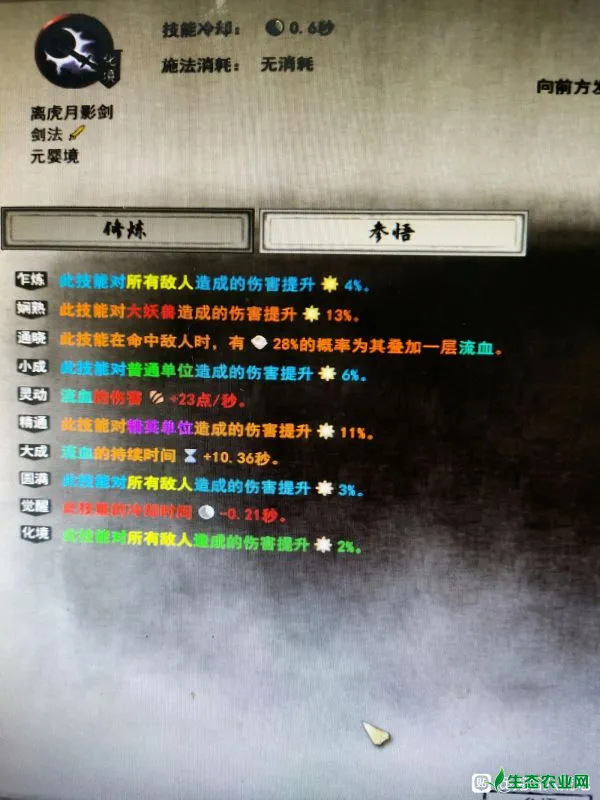 技能冷却: 0.6秒
施法消耗: 无消耗
向前方发
化境
离虎月影剑
剑法
元婴境
修炼 参悟
乍炼 此技能对所有敌人造成的伤害提升 4%。
娴熟 此技能对大妖兽造成的伤害提升 13%。
通晓 此技能在命中敌人时,有 28%的概率为其叠加一层流血。
小成 此技能对普通单位造成的伤害提升 6%。
灵动 流血的伤害 +23点/秒。
精通 此技能对精英单位造成的伤害提升 11%。
大成 流血的持续时间 +10.36秒。
圆满 此技能对所有敌人造成的伤害提升 3%。
觉醒 此技能的冷却时间 -0.21秒。
化境 此技能对所有敌人造成的伤害提升 2%。
贴
生态农业网